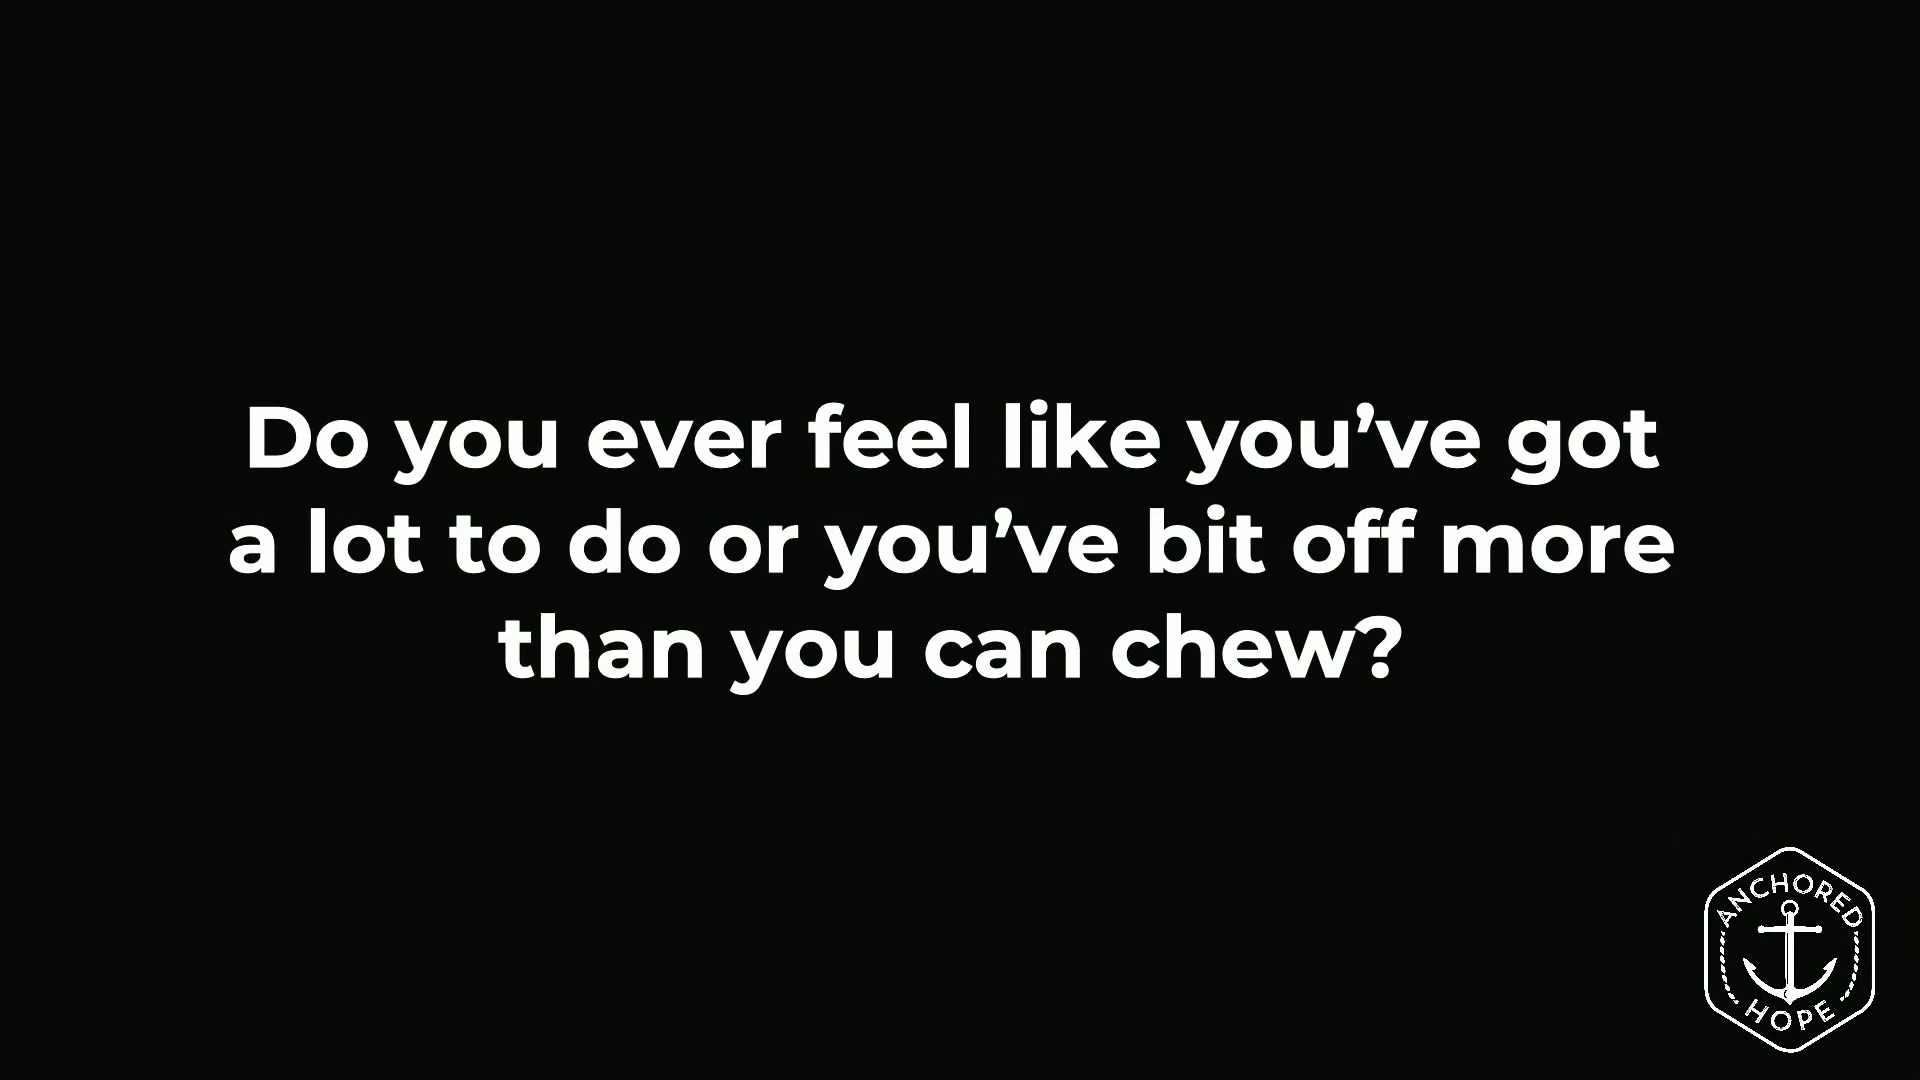 Do you ever feel like you’ve got
a lot to do or you’ve bit off more
than you can chew?
ANCHORED
HOPE